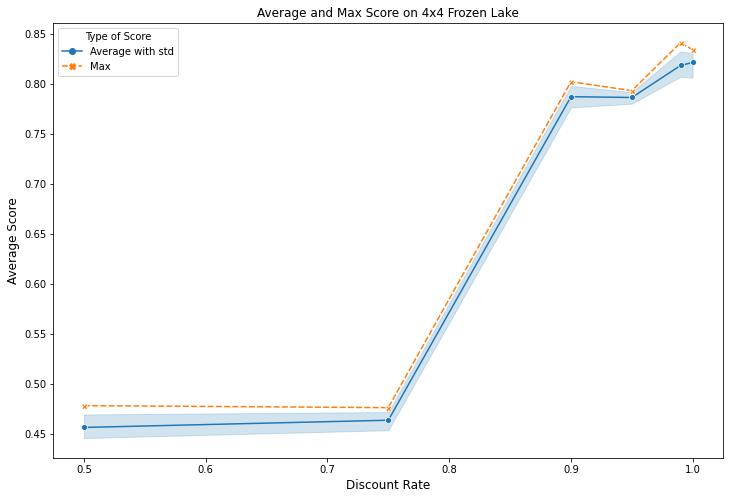 Average and Max Score on 4x4 Frozen Lake
Type of Score
Average with std
Max
0.85
0.80
0.75
0.70
0.65
0.60
0.55
0.50
0.45
Average Score
0.5
0.6
0.7
0.8
0.9
1.0
Discount Rate